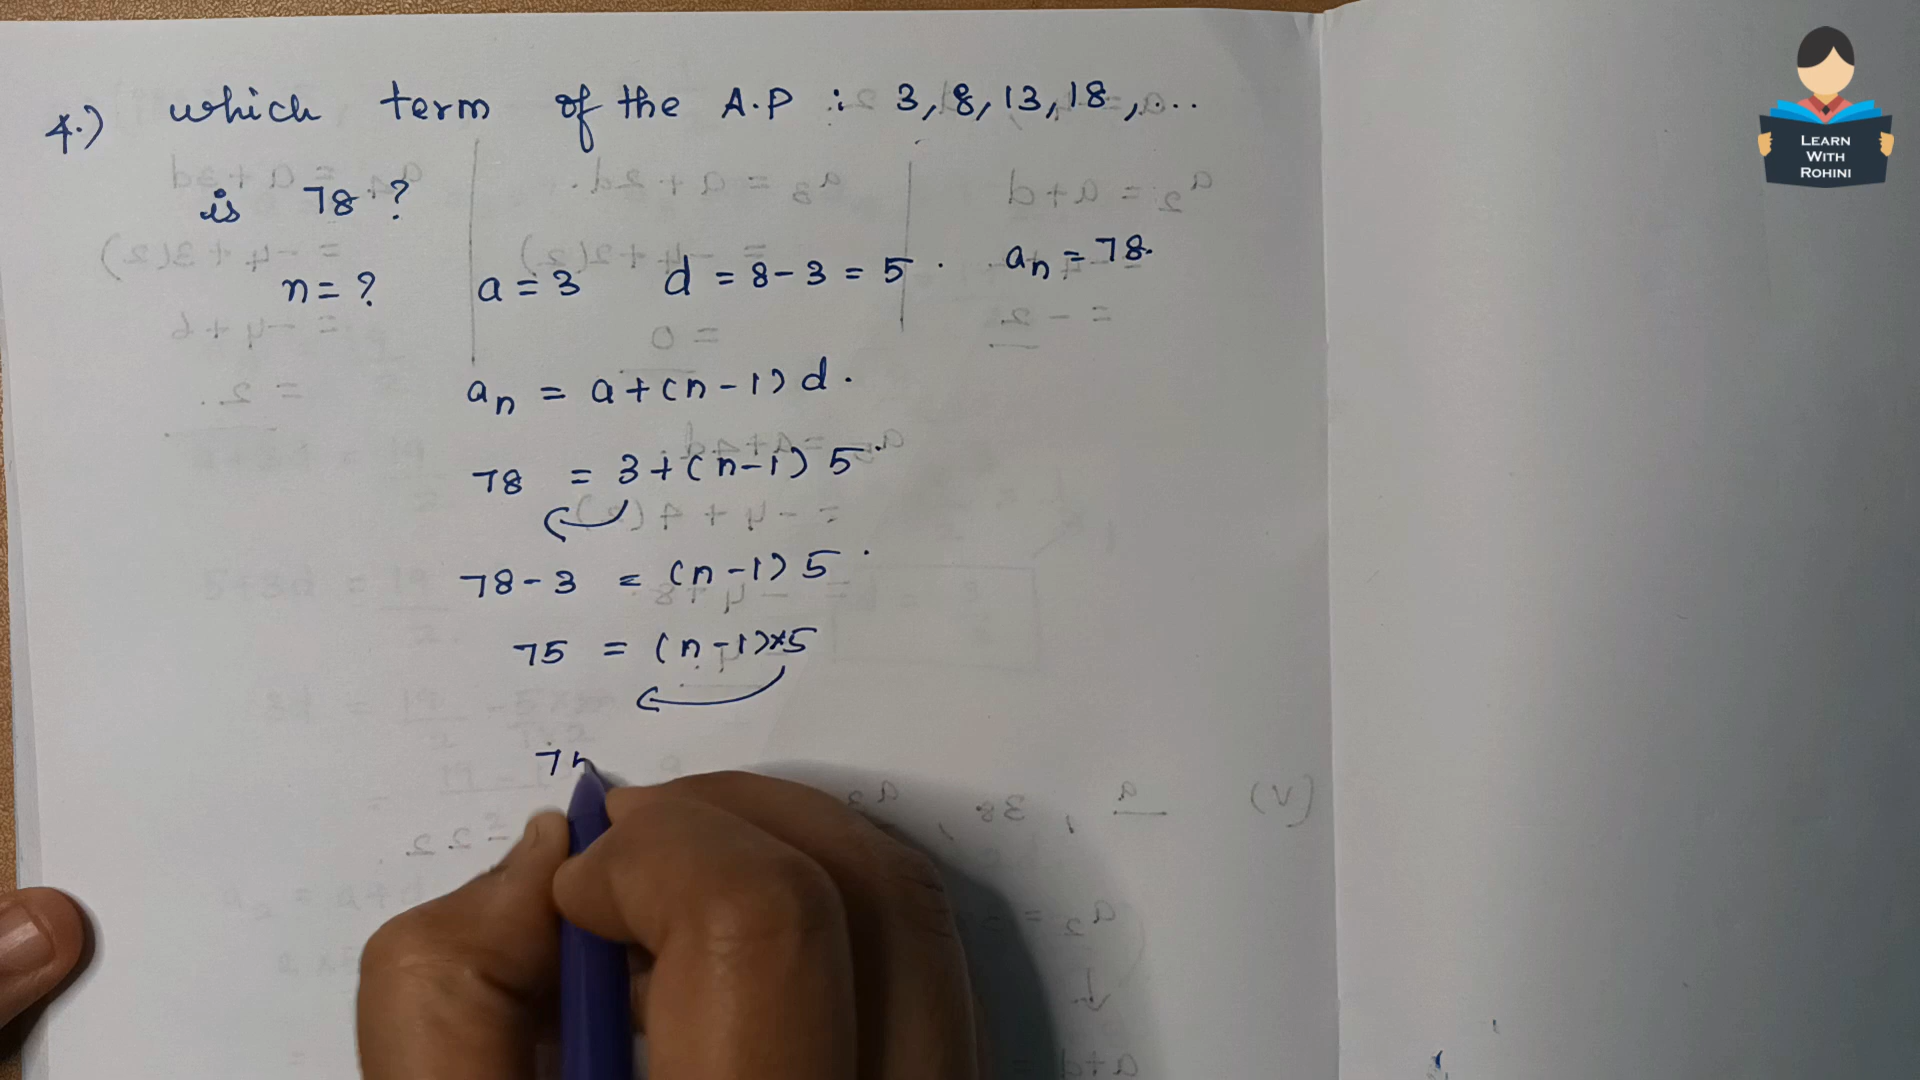 4.) which term of the A.P : 3, 8, 13, 18, ...
is 78 ?
n = ? a = 3 d = 8 - 3 = 5 . an = 78.
an = a + (n - 1) d .
78 = 3 + (n - 1) 5 .
78 - 3 = (n - 1) 5 .
75 = (n - 1) × 5
LEARN
WITH
ROHINI